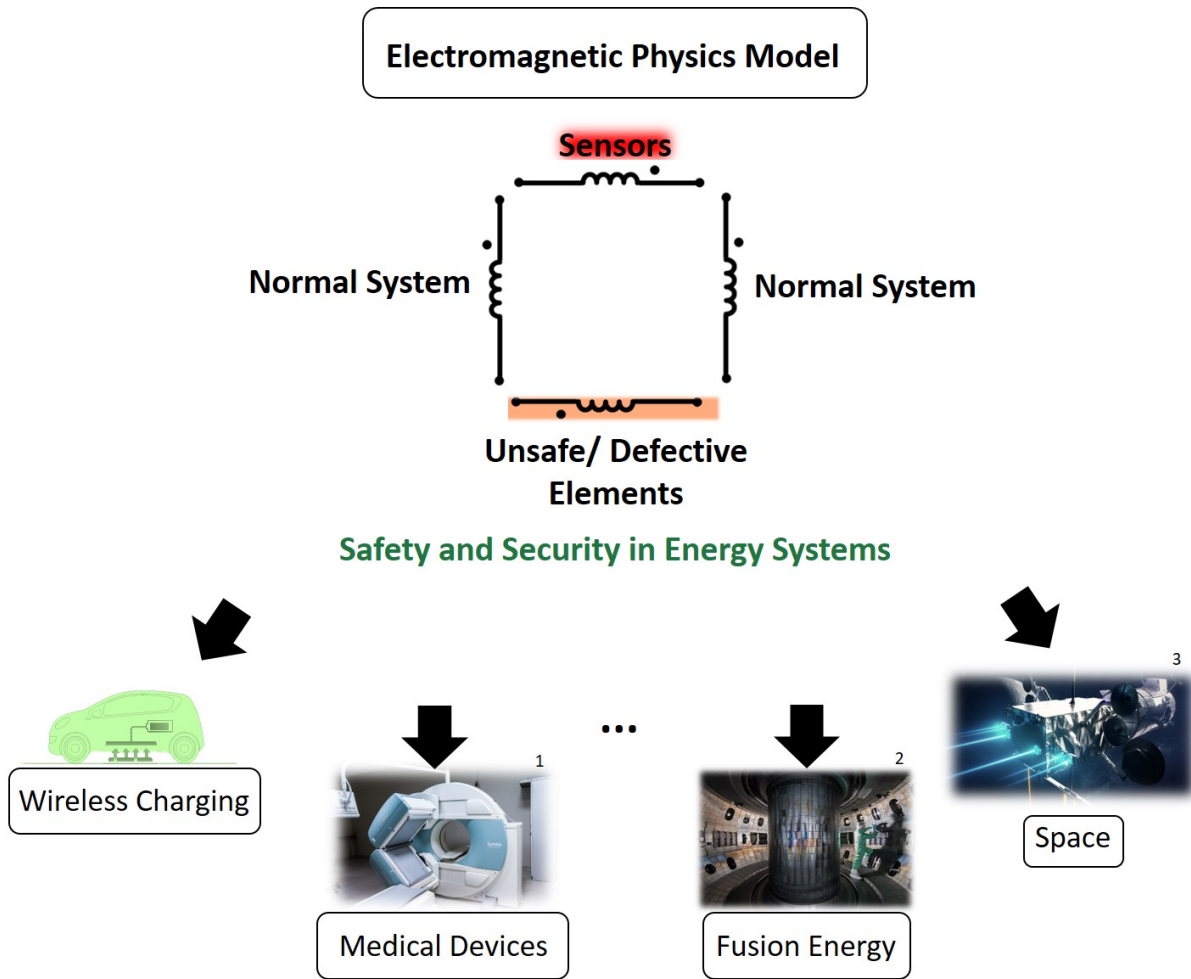 Electromagnetic Physics Model
Sensors
Normal System
Normal System
Unsafe/ Defective
Elements
Safety and Security in Energy Systems
3
...
1
2
Wireless Charging
Space
Medical Devices
Fusion Energy